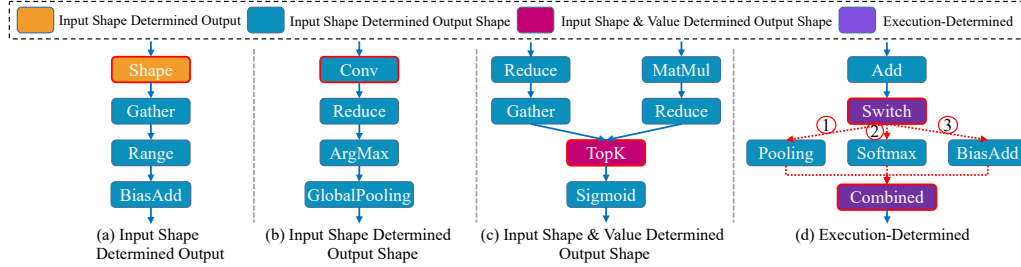 Input Shape Determined Output
Input Shape Determined Output Shape
Input Shape & Value Determined Output Shape
Execution-Determined
Shape
Gather
Range
BiasAdd
(a) Input Shape
Determined Output
Conv
Reduce
ArgMax
GlobalPooling
(b) Input Shape Determined
Output Shape
Reduce
MatMul
Gather
Reduce
TopK
Sigmoid
(c) Input Shape & Value Determined
Output Shape
Add
Switch
1
2
3
Pooling
Softmax
BiasAdd
Combined
(d) Execution-Determined